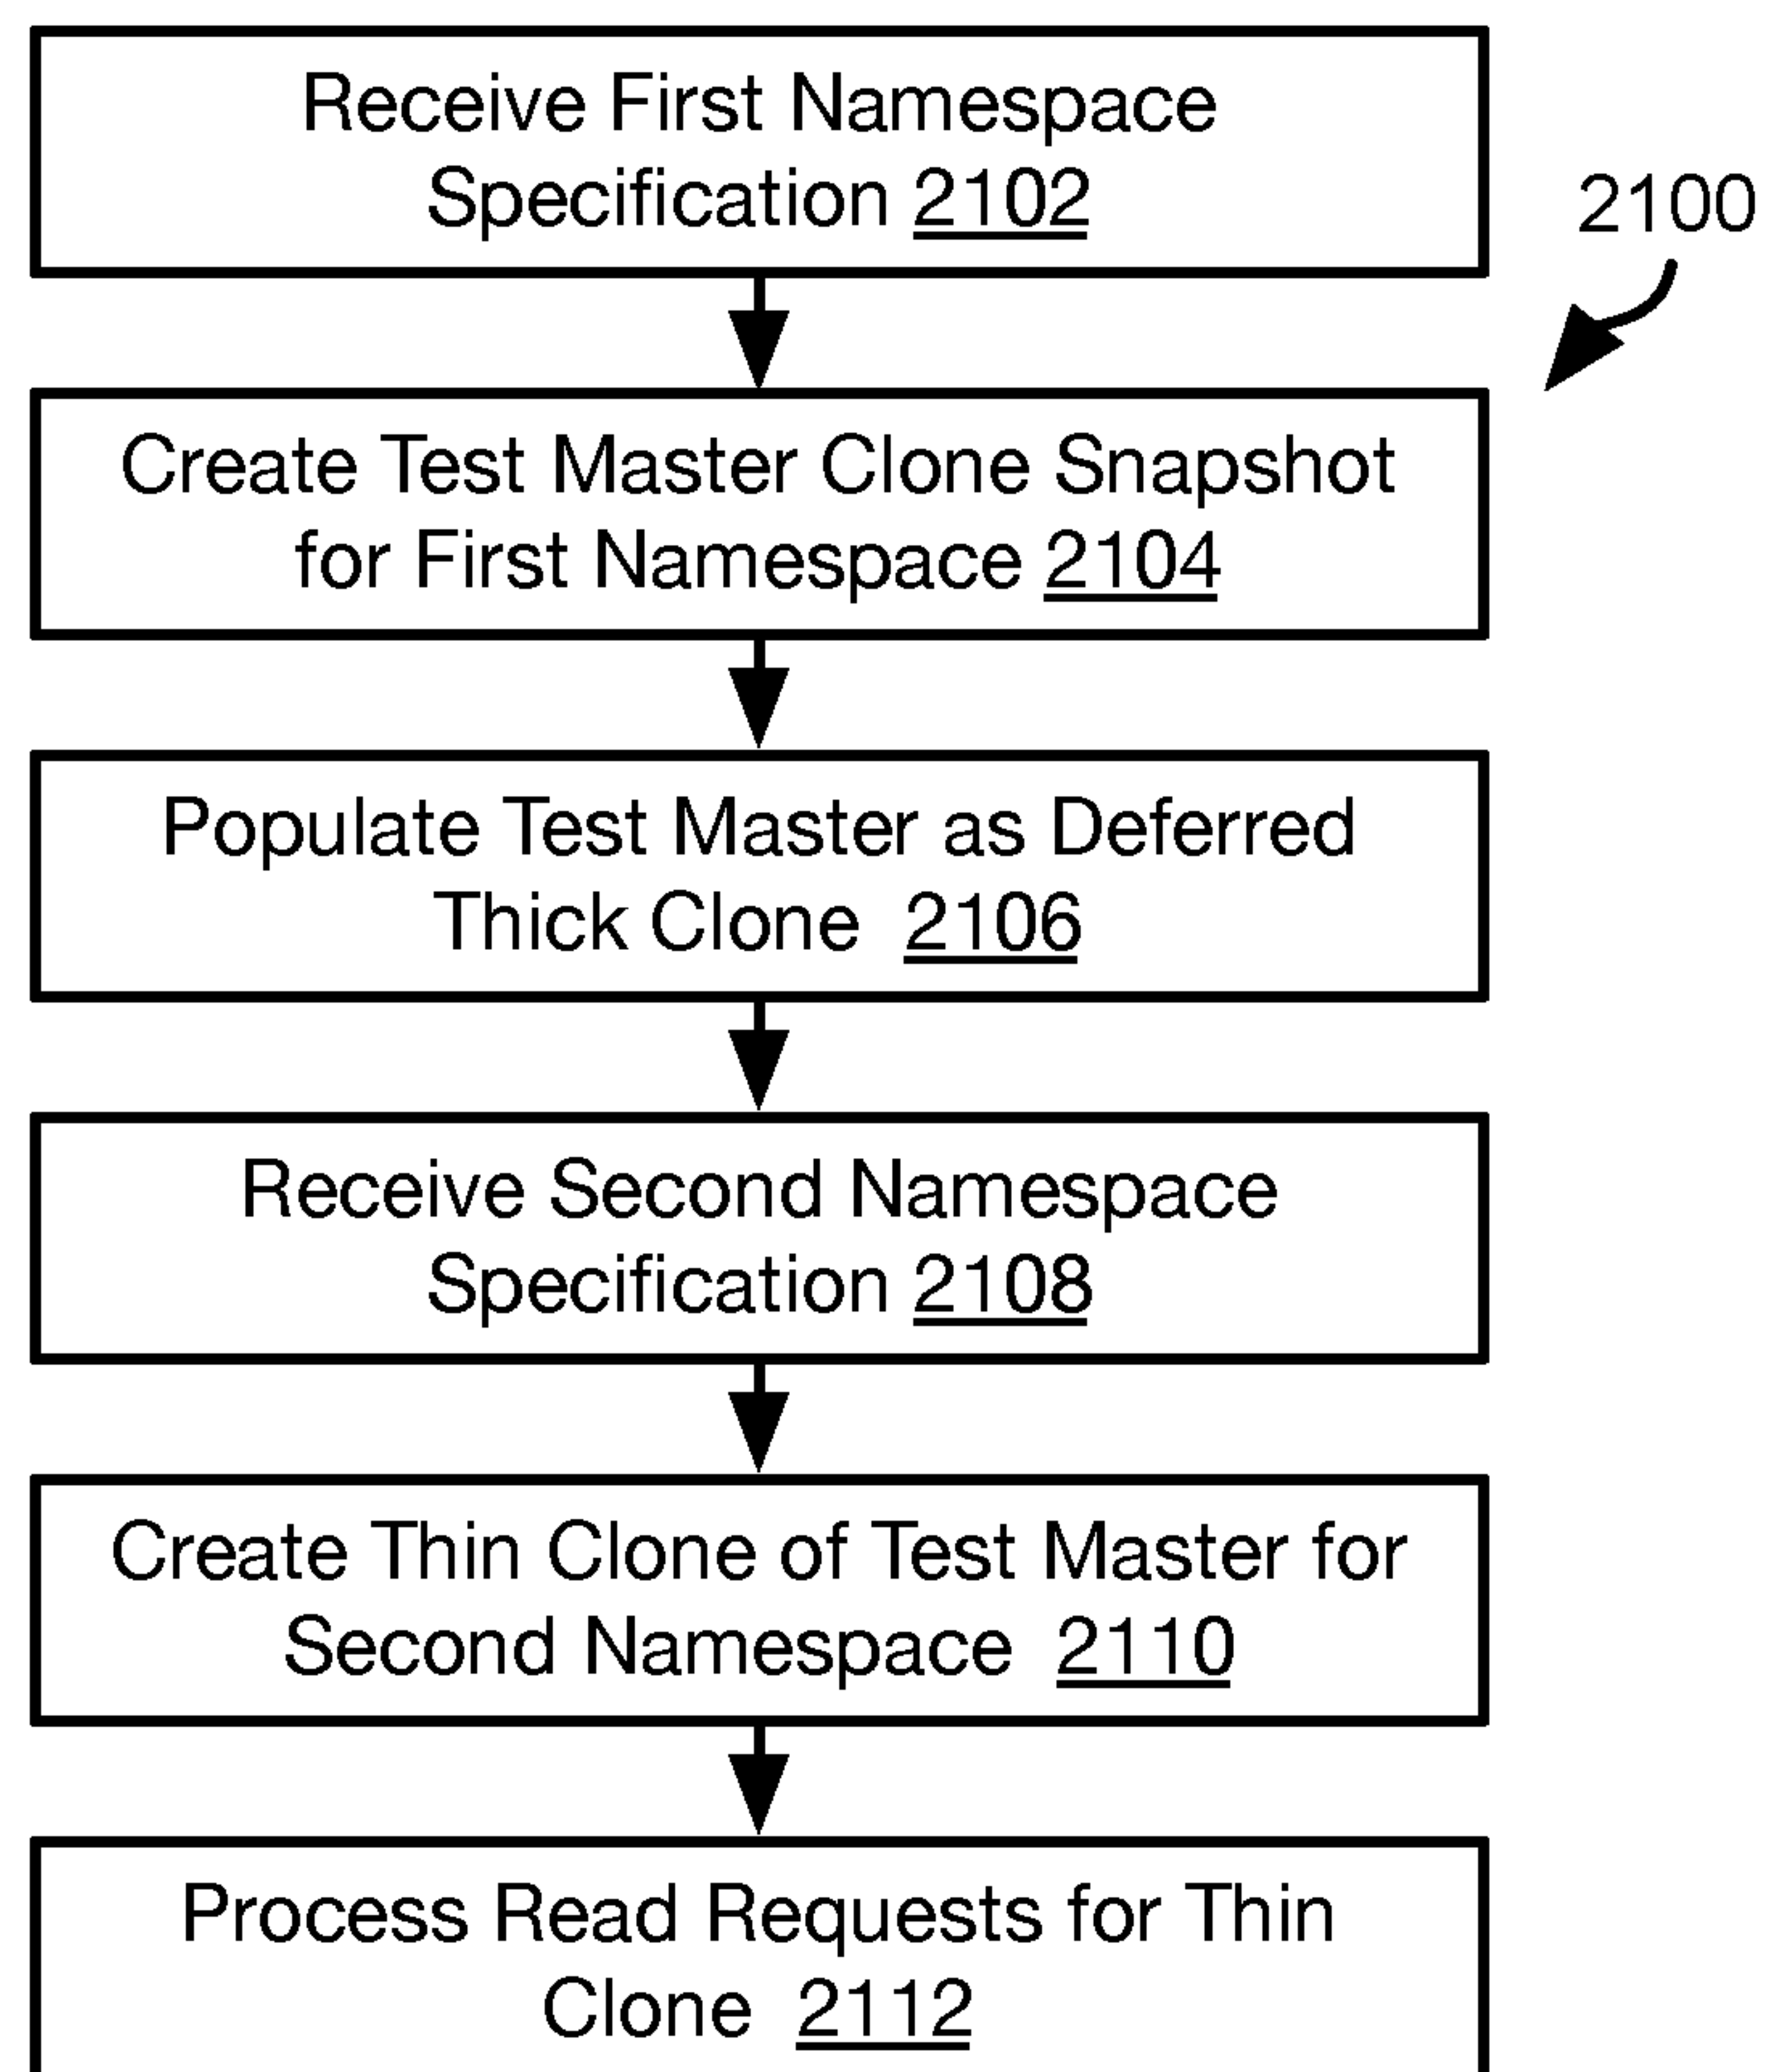 Receive First Namespace
Specification 2102
2100
Create Test Master Clone Snapshot
for First Namespace 2104
Populate Test Master as Deferred
Thick Clone 2106
Receive Second Namespace
Specification 2108
Create Thin Clone of Test Master for
Second Namespace 2110
Process Read Requests for Thin
Clone 2112